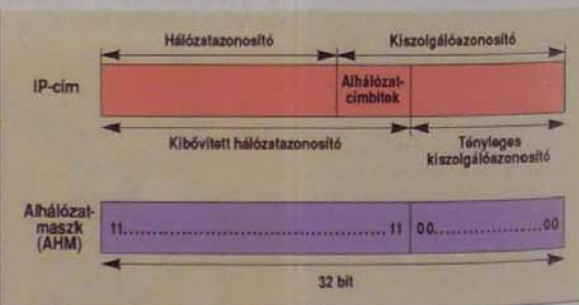 Hálózatazonosító
Kiszolgálóazonosító
IP-cím
Alhálózat-
címbitek
Kibővített hálózatazonosító
Tényleges
kiszolgálóazonosító
Alhálózat-
maszk
(AHM)
11.......................................11
00................00
32 bit